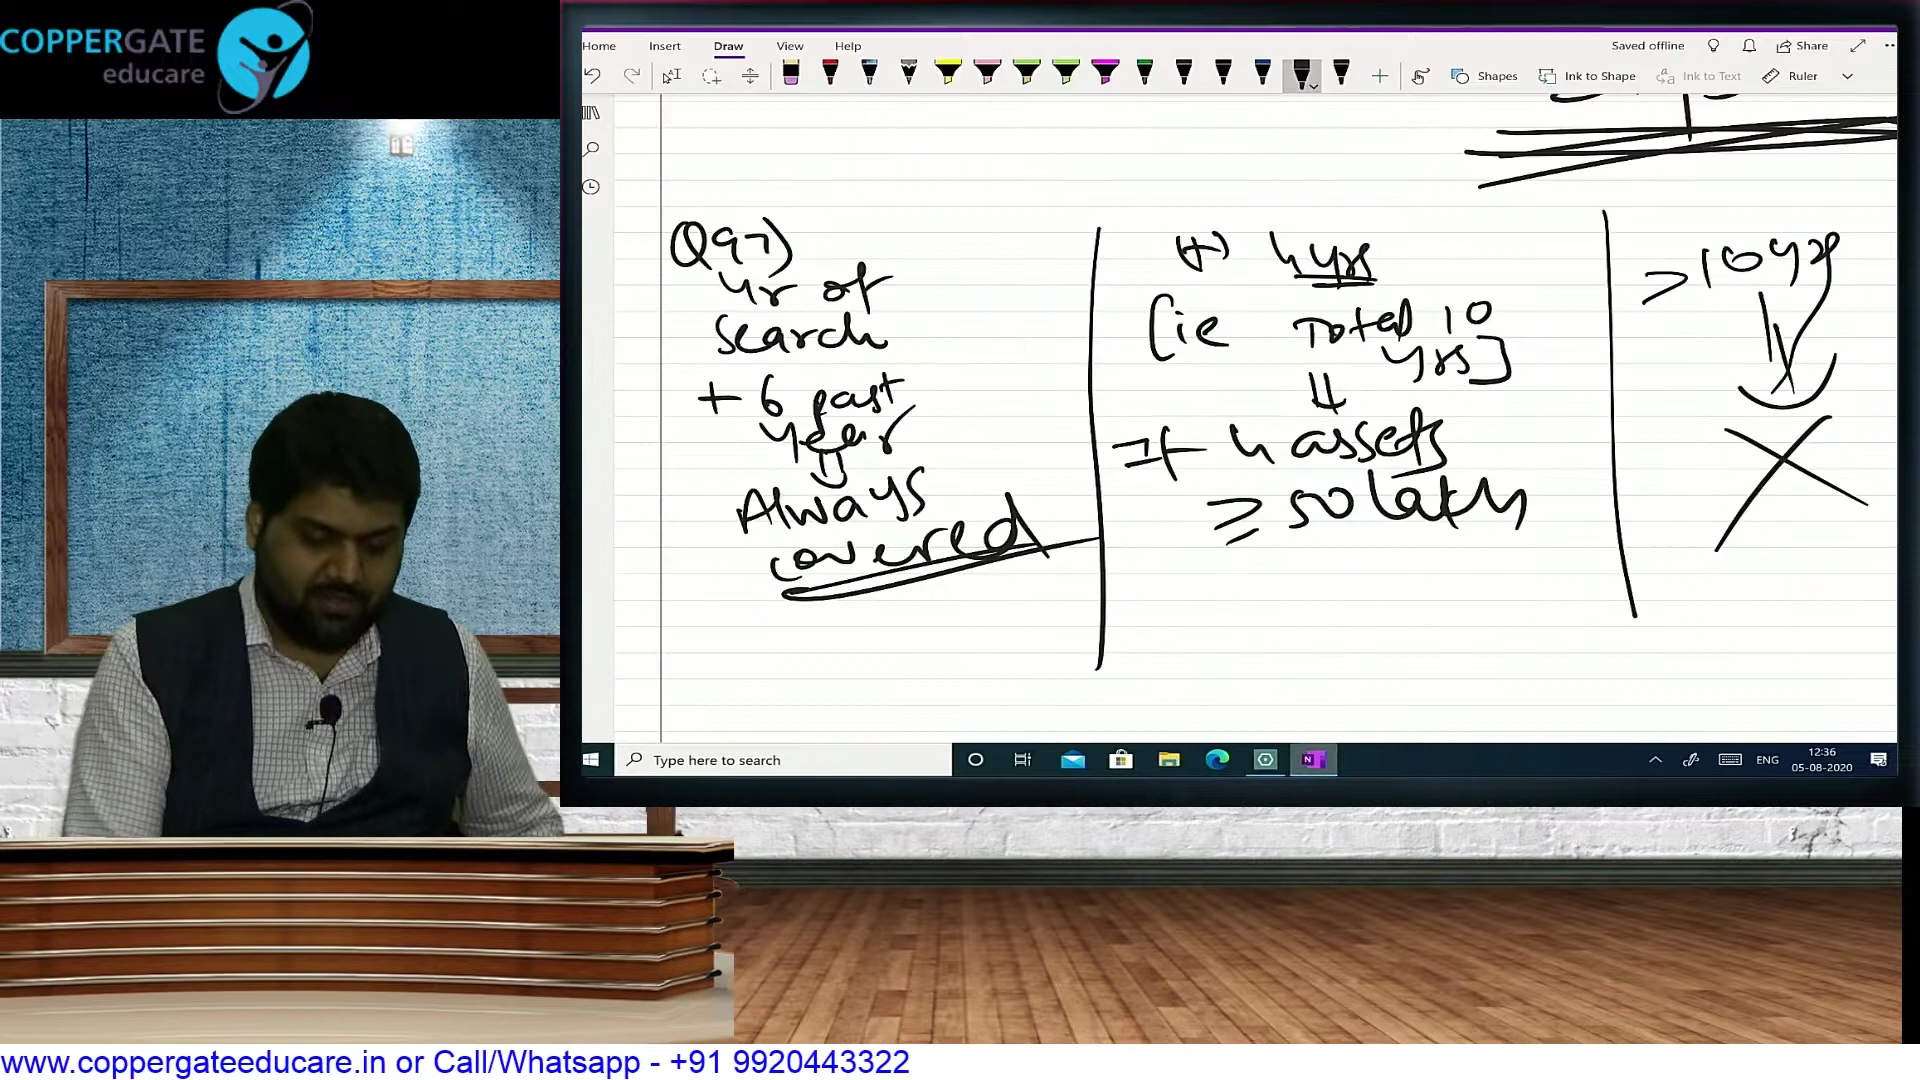 COPPERGATE
educare
Home Insert Draw View Help
Saved offline Share
Shapes Ink to Shape Ink to Text Ruler
Q97)
Yr of
search
+ 6 past
year
Always
covered
(+) 4 yrs
[ie Total 10
yrs]
If 4 assets
≥ 50 lakh
> 10 yrs
Type here to search
ENG
12:36
05-08-2020
www.coppergateeducare.in or Call/Whatsapp - +91 9920443322